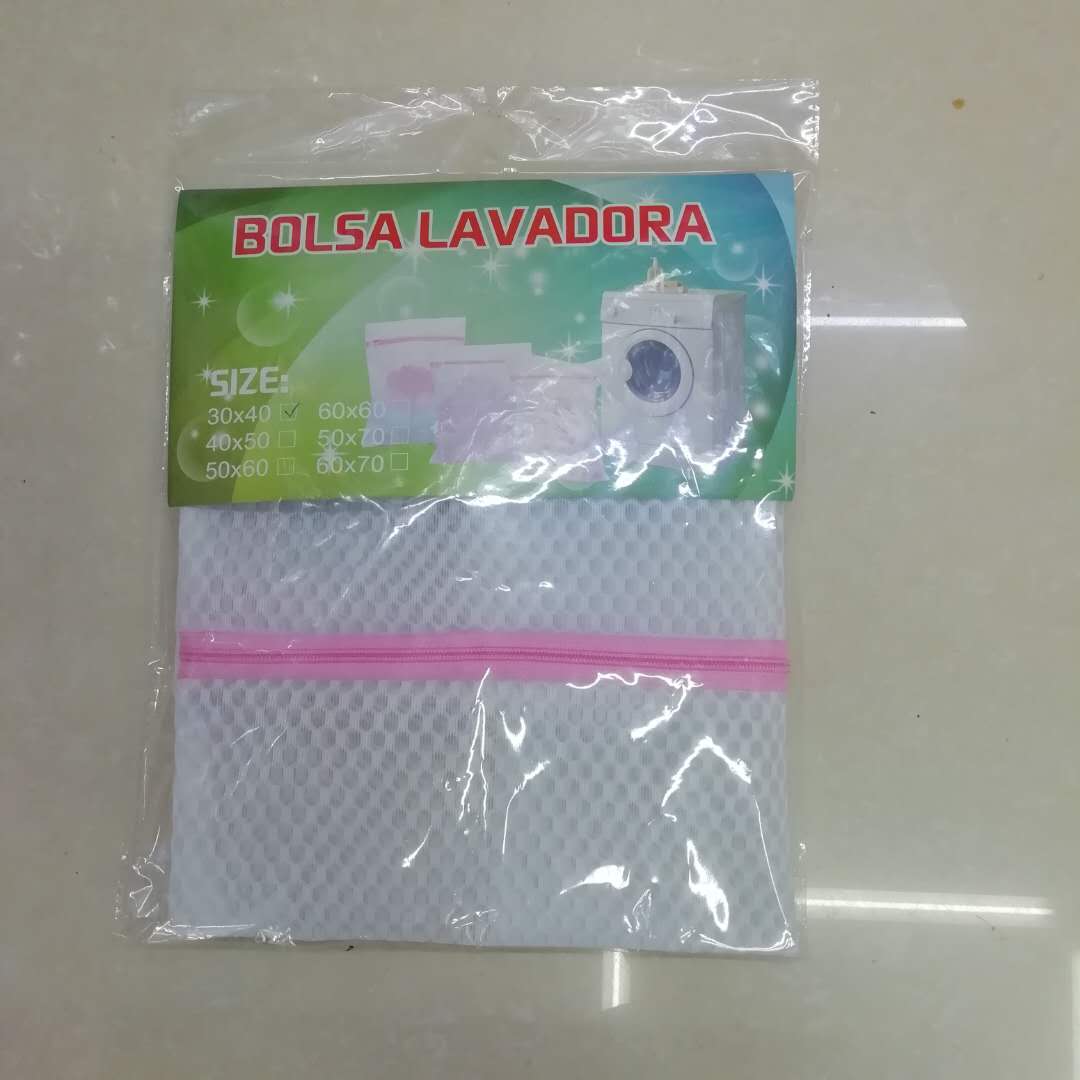 BOLSA LAVADORA
SIZE:
30x40 ☑ 60x60
40x50 ☐ 50x70 ☐
50x60 ☐ 60x70 ☐